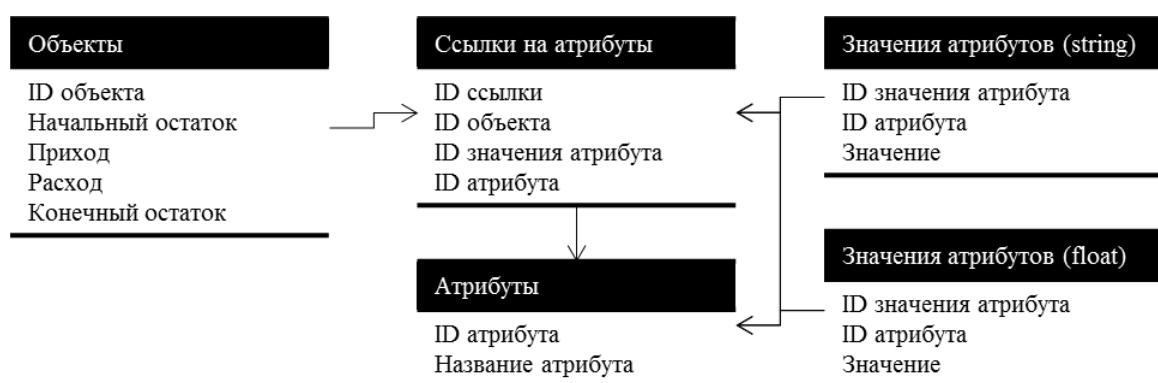 Объекты
ID объекта
Начальный остаток
Приход
Расход
Конечный остаток
Ссылки на атрибуты
ID ссылки
ID объекта
ID значения атрибута
ID атрибута
Атрибуты
ID атрибута
Название атрибута
Значения атрибутов (string)
ID значения атрибута
ID атрибута
Значение
Значения атрибутов (float)
ID значения атрибута
ID атрибута
Значение